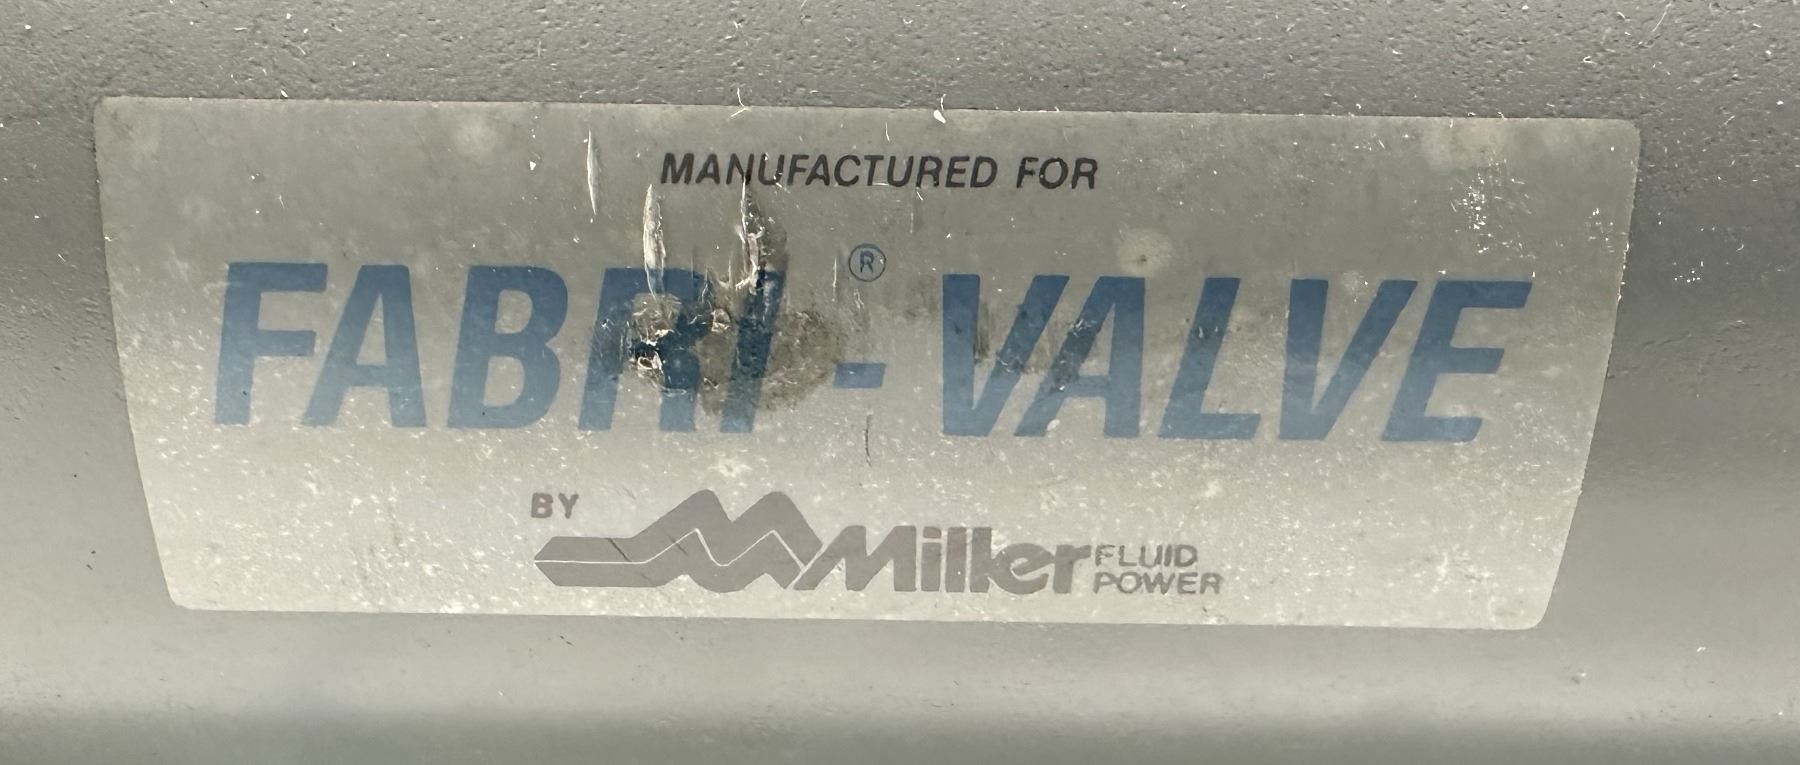 MANUFACTURED FOR
FABRI®-VALVE
BY
Miller FLUID
POWER